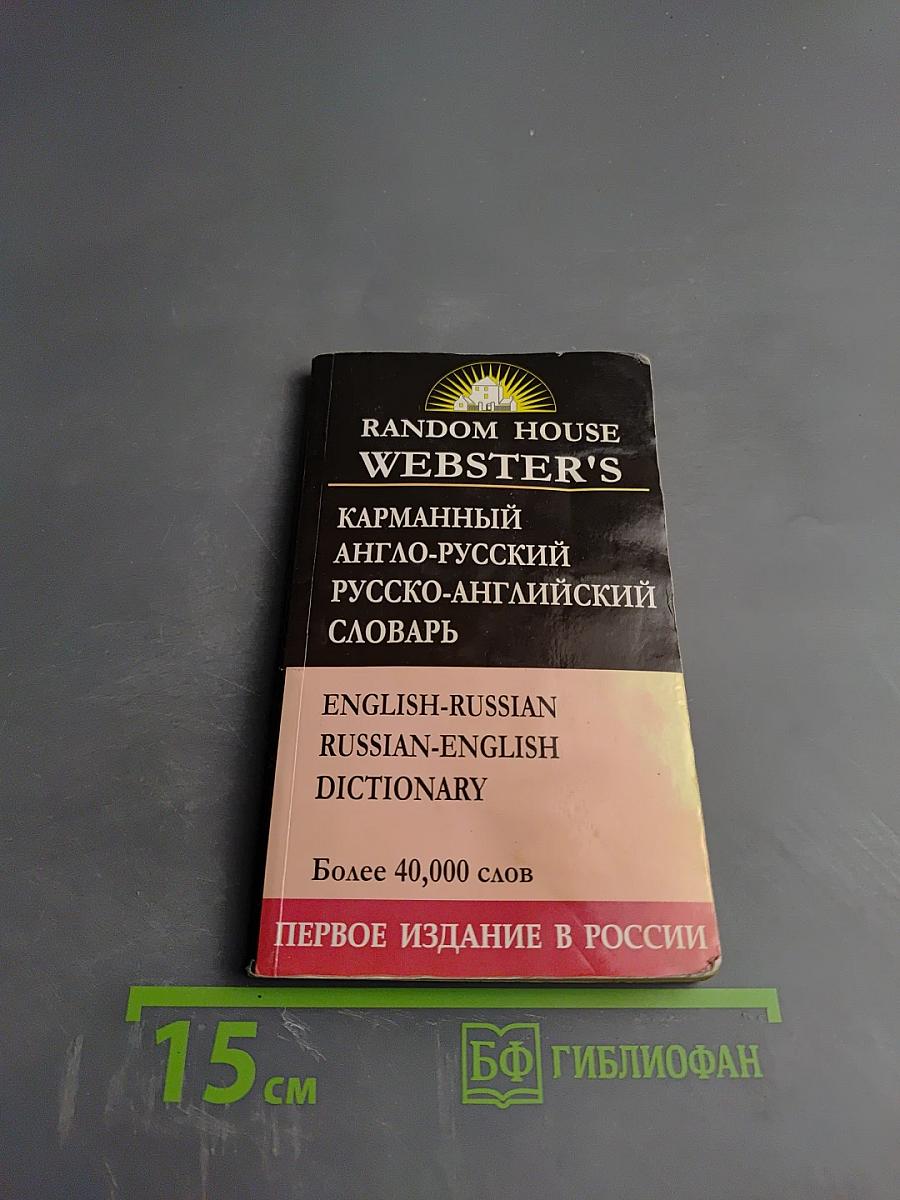 RANDOM HOUSE
WEBSTER'S
КАРМАННЫЙ
АНГЛО-РУССКИЙ
РУССКО-АНГЛИЙСКИЙ
СЛОВАРЬ
ENGLISH-RUSSIAN
RUSSIAN-ENGLISH
DICTIONARY
Более 40,000 слов
ПЕРВОЕ ИЗДАНИЕ В РОССИИ
15 см
БФ ГИБЛИОФАН